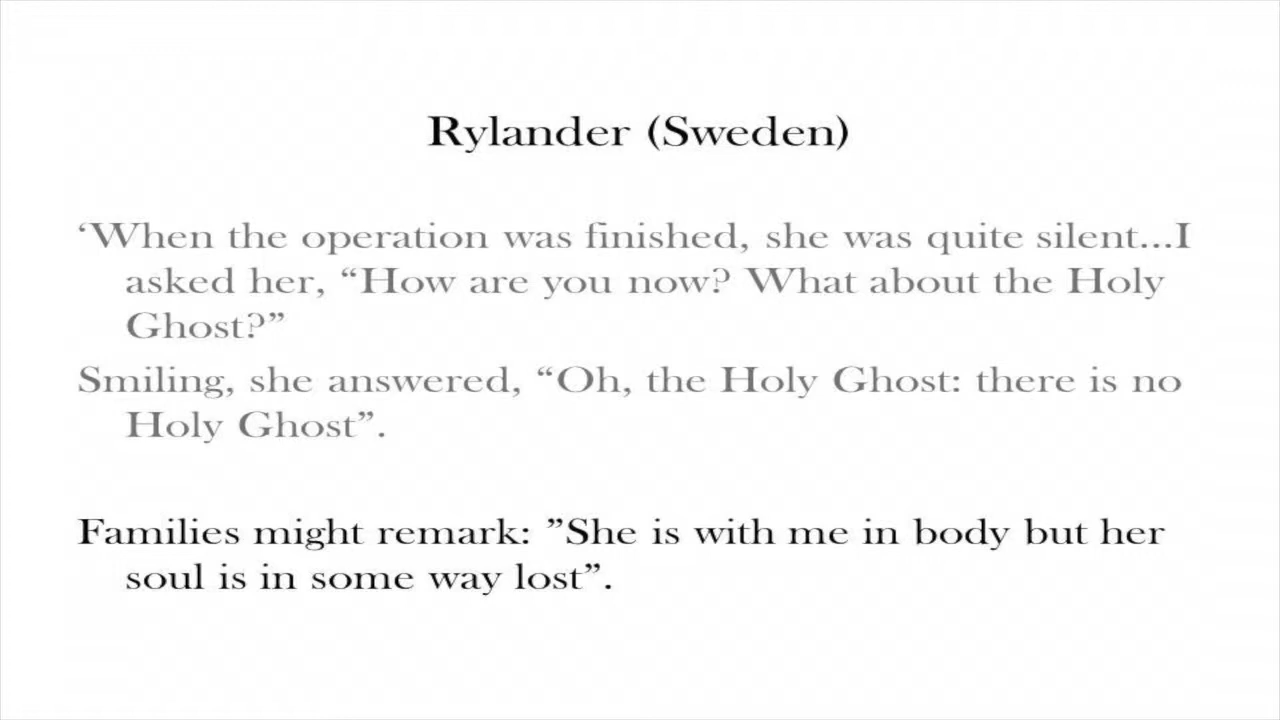 Rylander (Sweden)
‘When the operation was finished, she was quite silent...I
asked her, “How are you now? What about the Holy
Ghost?”
Smiling, she answered, “Oh, the Holy Ghost: there is no
Holy Ghost”.
Families might remark: ”She is with me in body but her
soul is in some way lost”.